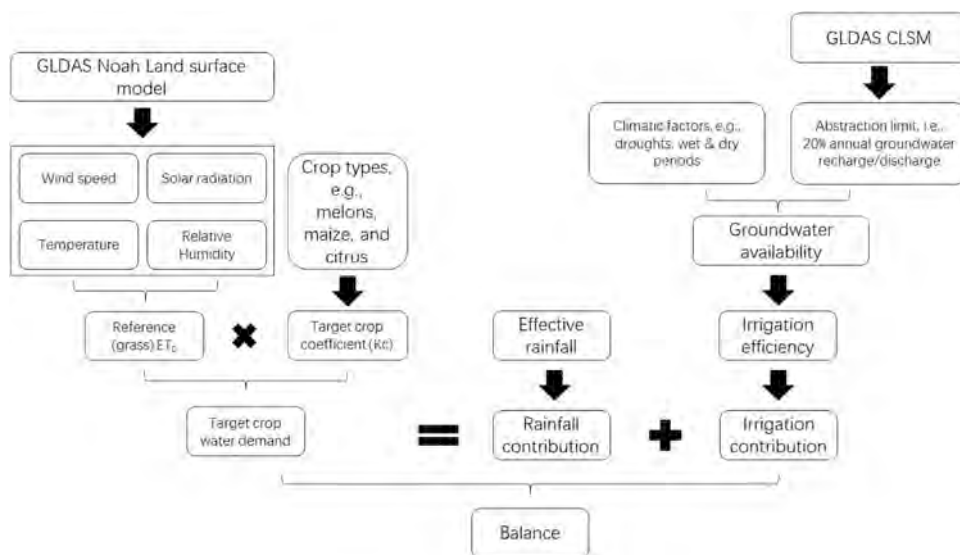 GLDAS CLSM
GLDAS Noah Land surface
model
Climatic factors, e.g.,
droughts, wet & dry
periods
Abstraction limit, i.e.,
20% annual groundwater
recharge/discharge
Wind speed
Solar radiation
Crop types,
e.g.,
melons,
maize, and
citrus
Temperature
Relative
Humidity
Groundwater
availability
Reference
(grass) ET₀
Target crop
coefficient (Kc)
Effective
rainfall
Irrigation
efficiency
Target crop
water demand
=
Rainfall
contribution
+
Irrigation
contribution
Balance